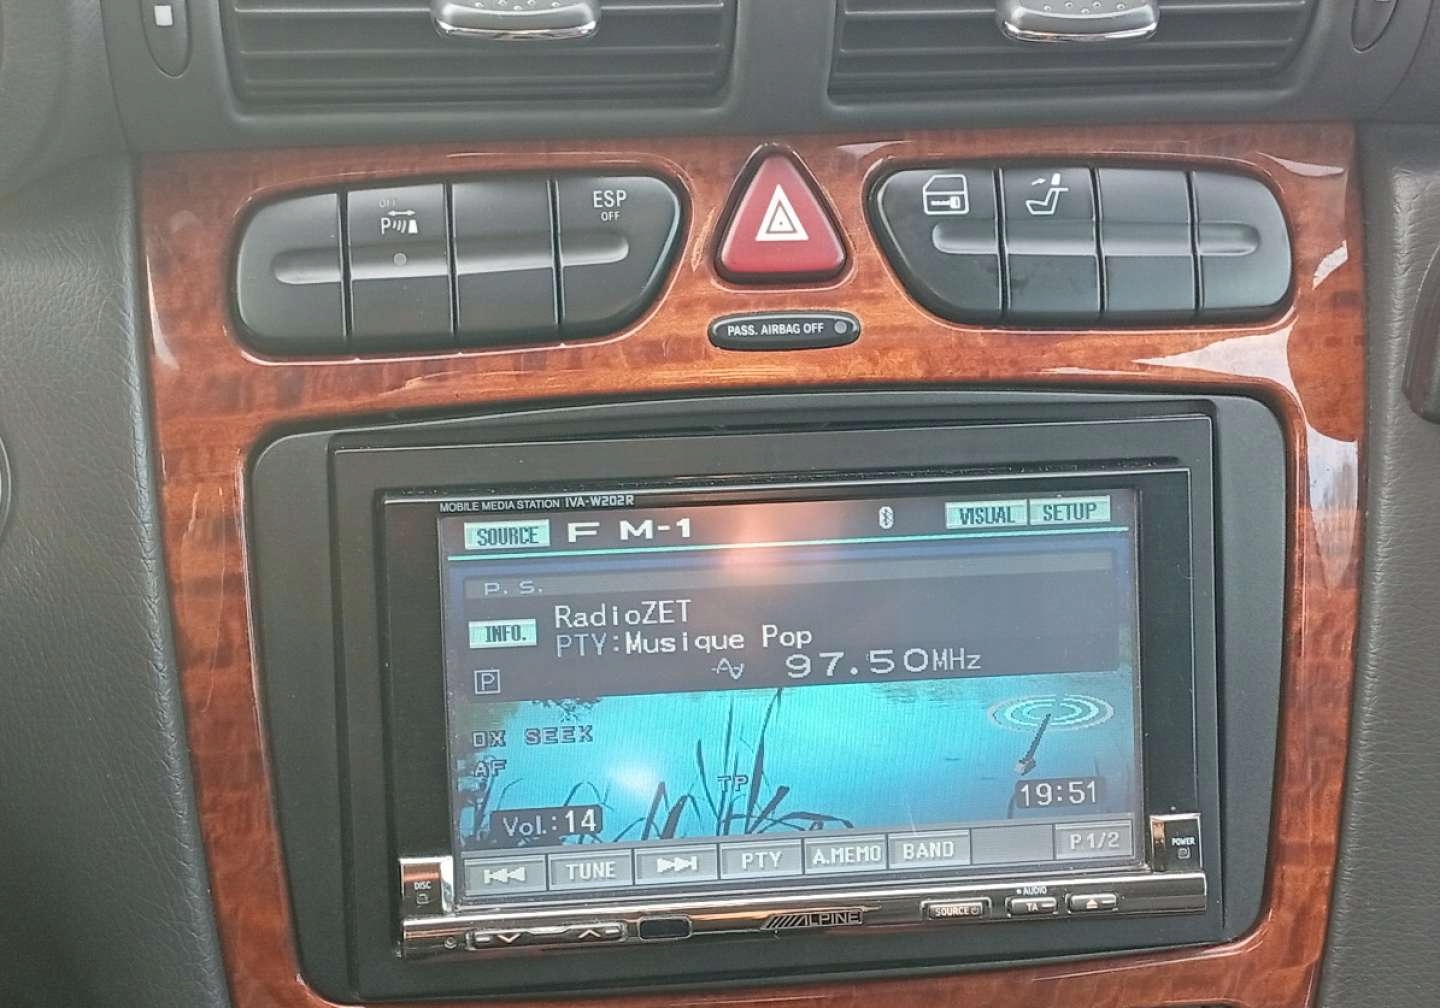 OFF
P
ESP
OFF
PASS. AIRBAG OFF
MOBILE MEDIA STATION IVA-W202R
SOURCE FM-1 VISUAL SETUP
P. S.
RadioZET
INFO.
PTY:Musique Pop
97.50MHz
P
DX SEEK
AF
TP
19:51
Vol.:14
TUNE PTY A.MEMO BAND P1/2
DISC
POWER
AUDIO
SOURCE TA
ALPINE